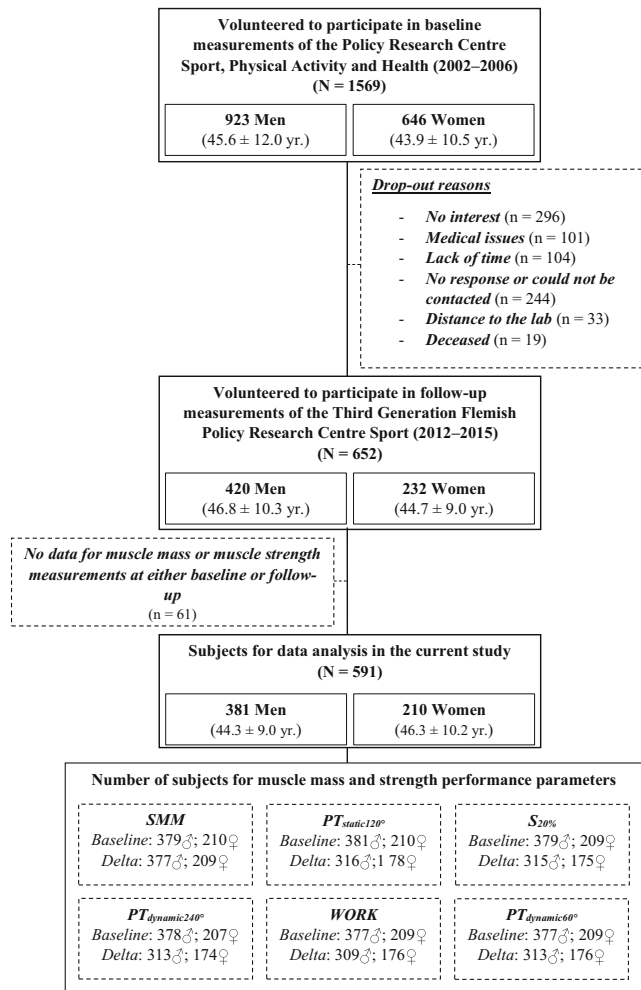 Volunteered to participate in baseline
measurements of the Policy Research Centre
Sport, Physical Activity and Health (2002–2006)
(N = 1569)
923 Men
(45.6 ± 12.0 yr.)
646 Women
(43.9 ± 10.5 yr.)
Drop-out reasons
- No interest (n = 296)
- Medical issues (n = 101)
- Lack of time (n = 104)
- No response or could not be
contacted (n = 244)
- Distance to the lab (n = 33)
- Deceased (n = 19)
Volunteered to participate in follow-up
measurements of the Third Generation Flemish
Policy Research Centre Sport (2012–2015)
(N = 652)
420 Men
(46.8 ± 10.3 yr.)
232 Women
(44.7 ± 9.0 yr.)
No data for muscle mass or muscle strength
measurements at either baseline or follow-
up
(n = 61)
Subjects for data analysis in the current study
(N = 591)
381 Men
(44.3 ± 9.0 yr.)
210 Women
(46.3 ± 10.2 yr.)
Number of subjects for muscle mass and strength performance parameters
SMM
Baseline: 379♂; 210♀
Delta: 377♂; 209♀
PTstatic120°
Baseline: 381♂; 210♀
Delta: 316♂;1 78♀
S20%
Baseline: 379♂; 209♀
Delta: 315♂; 175♀
PTdynamic240°
Baseline: 378♂; 207♀
Delta: 313♂; 174♀
WORK
Baseline: 377♂; 209♀
Delta: 309♂; 176♀
PTdynamic60°
Baseline: 377♂; 209♀
Delta: 313♂; 176♀